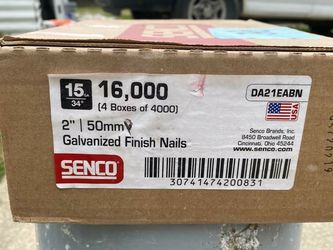 15 GA
34°
16,000
(4 Boxes of 4000)
DA21EABN
2" | 50mm
Galvanized Finish Nails
USA
Senco Brands, Inc.
8450 Broadwell Road
Cincinnati, Ohio 45244
www.senco.com
SENCO
30741474200831